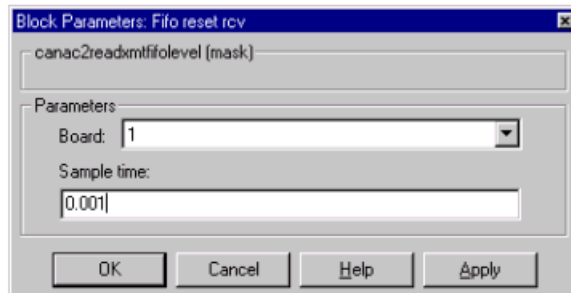 Block Parameters: Fifo reset rcv
canac2readxmtfifolevel (mask)
Parameters
Board: 1
Sample time:
0.001
OK Cancel Help Apply